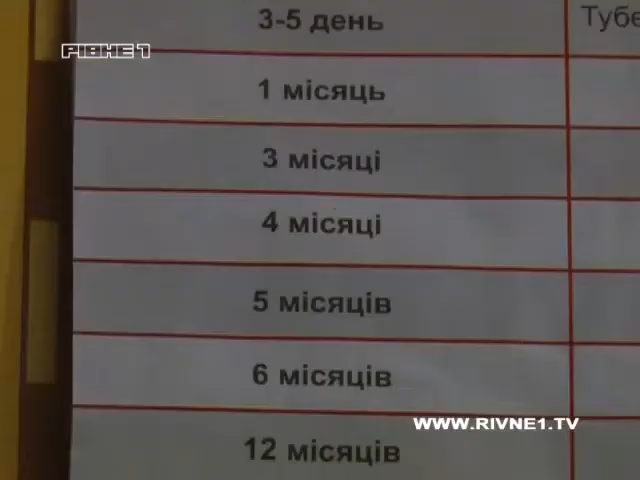 3-5 день
Тубе
РІВНЕ 1
1 місяць
3 місяці
4 місяці
5 місяців
6 місяців
WWW.RIVNE1.TV
12 місяців